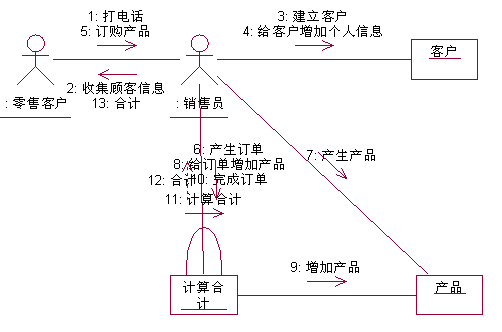 1: 打电话
5: 订购产品
3: 建立客户
4: 给客户增加个人信息
客户
2: 收集顾客信息
13: 合计
: 零售客户
: 销售员
6: 产生订单
8: 给订单增加产品
7: 产生产品
12: 合计
10: 完成订单
11: 计算合计
9: 增加产品
计算合
计
产品